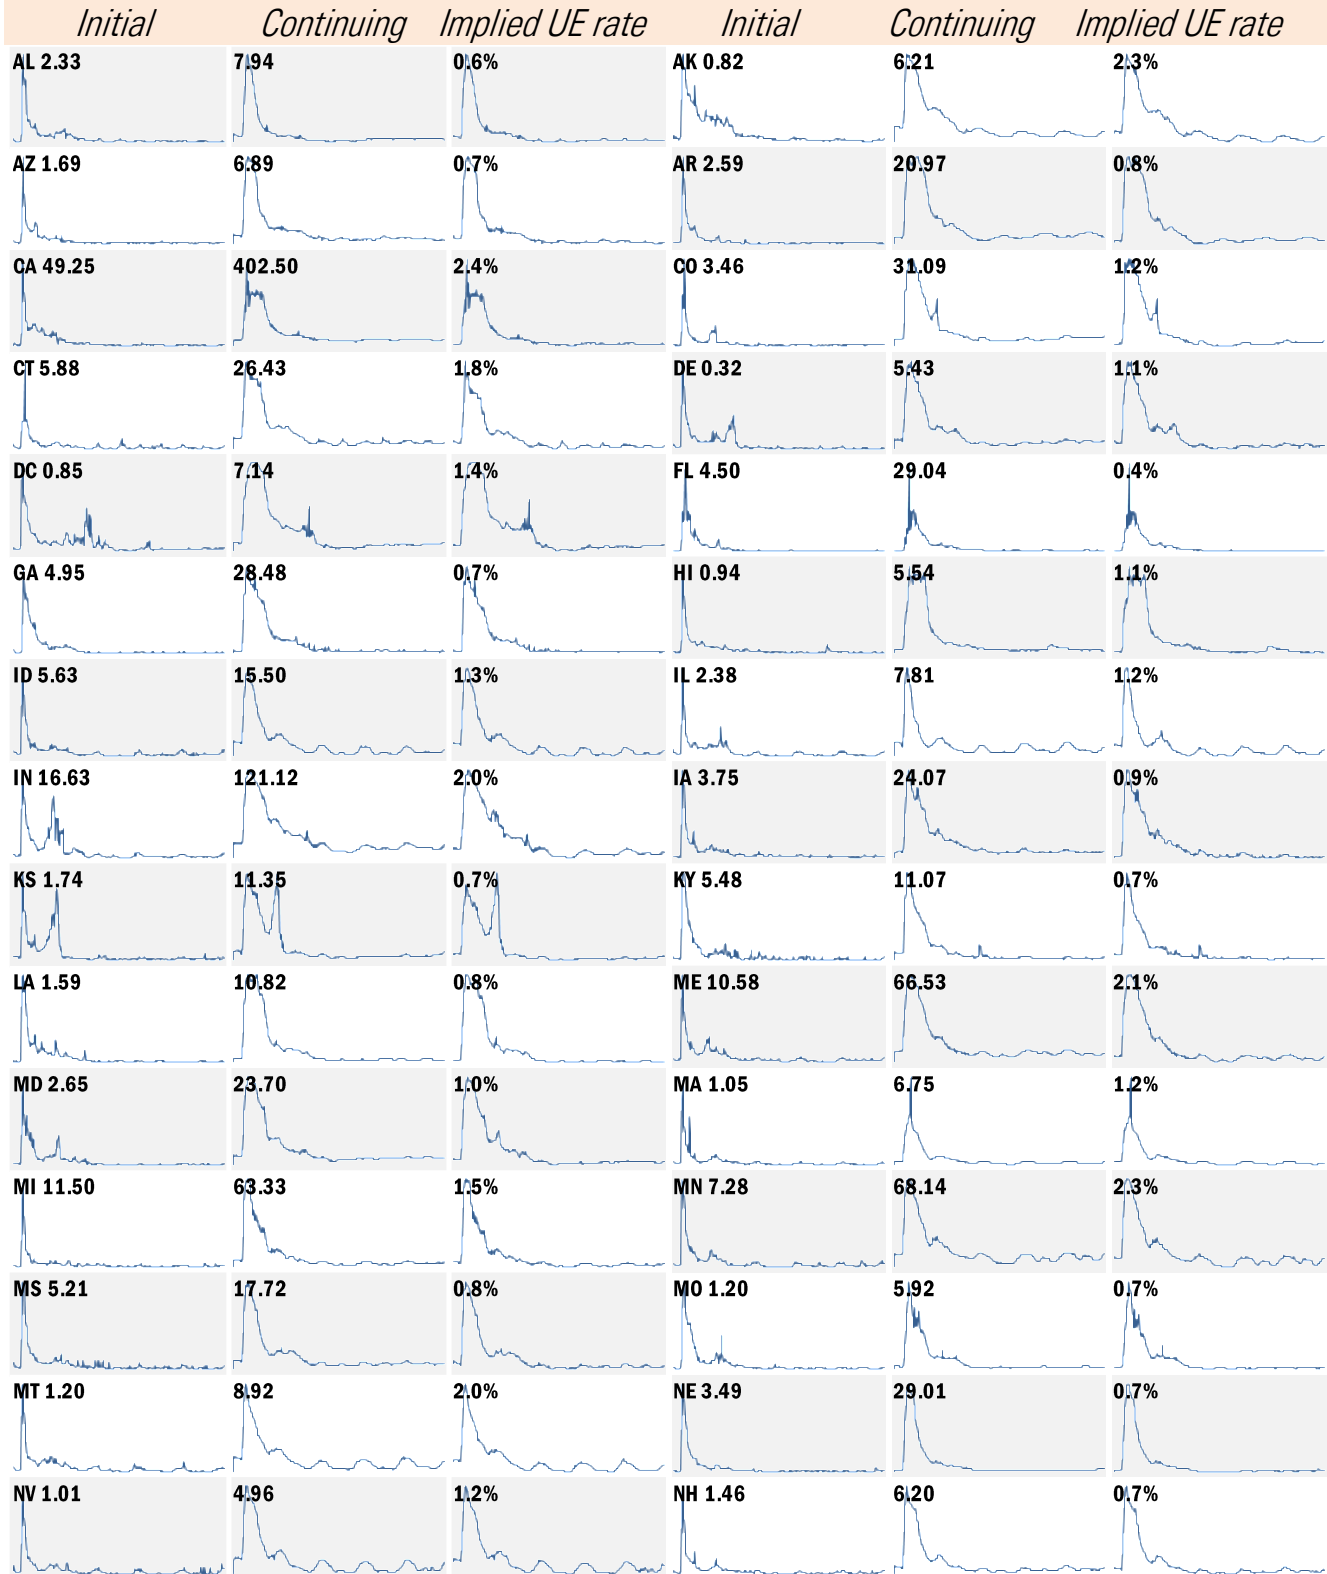 Initial Continuing Implied UE rate Initial Continuing Implied UE rate
AL 2.33 7.94 0.6% AK 0.82 6.21 2.3%
AZ 1.69 6.89 0.7% AR 2.59 20.97 0.8%
CA 49.25 402.50 2.4% CO 3.46 31.09 1.2%
CT 5.88 26.43 1.8% DE 0.32 5.43 1.1%
DC 0.85 7.14 1.4% FL 4.50 29.04 0.4%
GA 4.95 28.48 0.7% HI 0.94 5.54 1.1%
ID 5.63 15.50 1.3% IL 2.38 7.81 1.2%
IN 16.63 121.12 2.0% IA 3.75 24.07 0.9%
KS 1.74 11.35 0.7% KY 5.48 11.07 0.7%
LA 1.59 10.82 0.8% ME 10.58 66.53 2.1%
MD 2.65 23.70 1.0% MA 1.05 6.75 1.2%
MI 11.50 63.33 1.5% MN 7.28 68.14 2.3%
MS 5.21 17.72 0.8% MO 1.20 5.92 0.7%
MT 1.20 8.92 2.0% NE 3.49 29.01 0.7%
NV 1.01 4.96 1.2% NH 1.46 6.20 0.7%